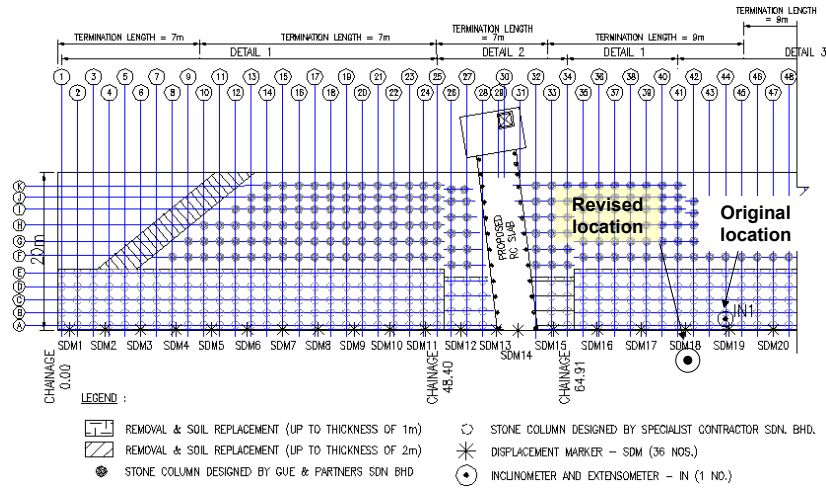 TERMINATION LENGTH = 9m
TERMINATION LENGTH = 7m
TERMINATION LENGTH = 7m
TERMINATION LENGTH = 7m
TERMINATION LENGTH = 9m
DETAIL 1
DETAIL 2
DETAIL 1
DETAIL 3
1 3 5 7 9 11 13 15 17 19 21 23 25 27 30 32 34 36 38 40 42 44 46 48
2 4 6 8 10 12 14 16 18 20 22 24 26 28 29 31 33 35 37 39 41 43 45 47
K
J
I
H
G
F
E
D
C
B
A
20m
PROPOSED RC SLAB
Revised location
Original location
IN1
SDM1 SDM2 SDM3 SDM4 SDM5 SDM6 SDM7 SDM8 SDM9 SDM10 SDM11 SDM12 SDM13 SDM14 SDM15 SDM16 SDM17 SDM18 SDM19 SDM20
CHAINAGE 0.00
CHAINAGE 48.40
CHAINAGE 64.91
LEGEND :
REMOVAL & SOIL REPLACEMENT (UP TO THICKNESS OF 1m)
REMOVAL & SOIL REPLACEMENT (UP TO THICKNESS OF 2m)
STONE COLUMN DESIGNED BY GUE & PARTNERS SDN BHD
STONE COLUMN DESIGNED BY SPECIALIST CONTRACTOR SDN. BHD.
DISPLACEMENT MARKER - SDM (36 NOS.)
INCLINOMETER AND EXTENSOMETER - IN (1 NO.)